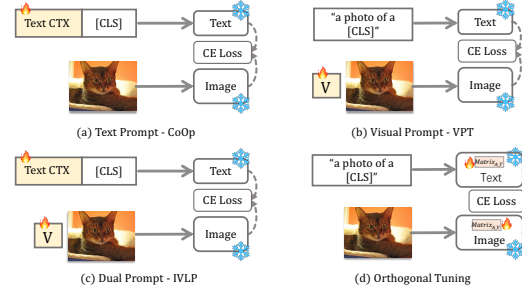 Text CTX [CLS]
Text
CE Loss
Image
(a) Text Prompt - CoOp
"a photo of a
[CLS]"
Text
CE Loss
V
Image
(b) Visual Prompt - VPT
Text CTX [CLS]
Text
CE Loss
V
Image
(c) Dual Prompt - IVLP
"a photo of a
[CLS]"
Text
CE Loss
Image
(d) Orthogonal Tuning